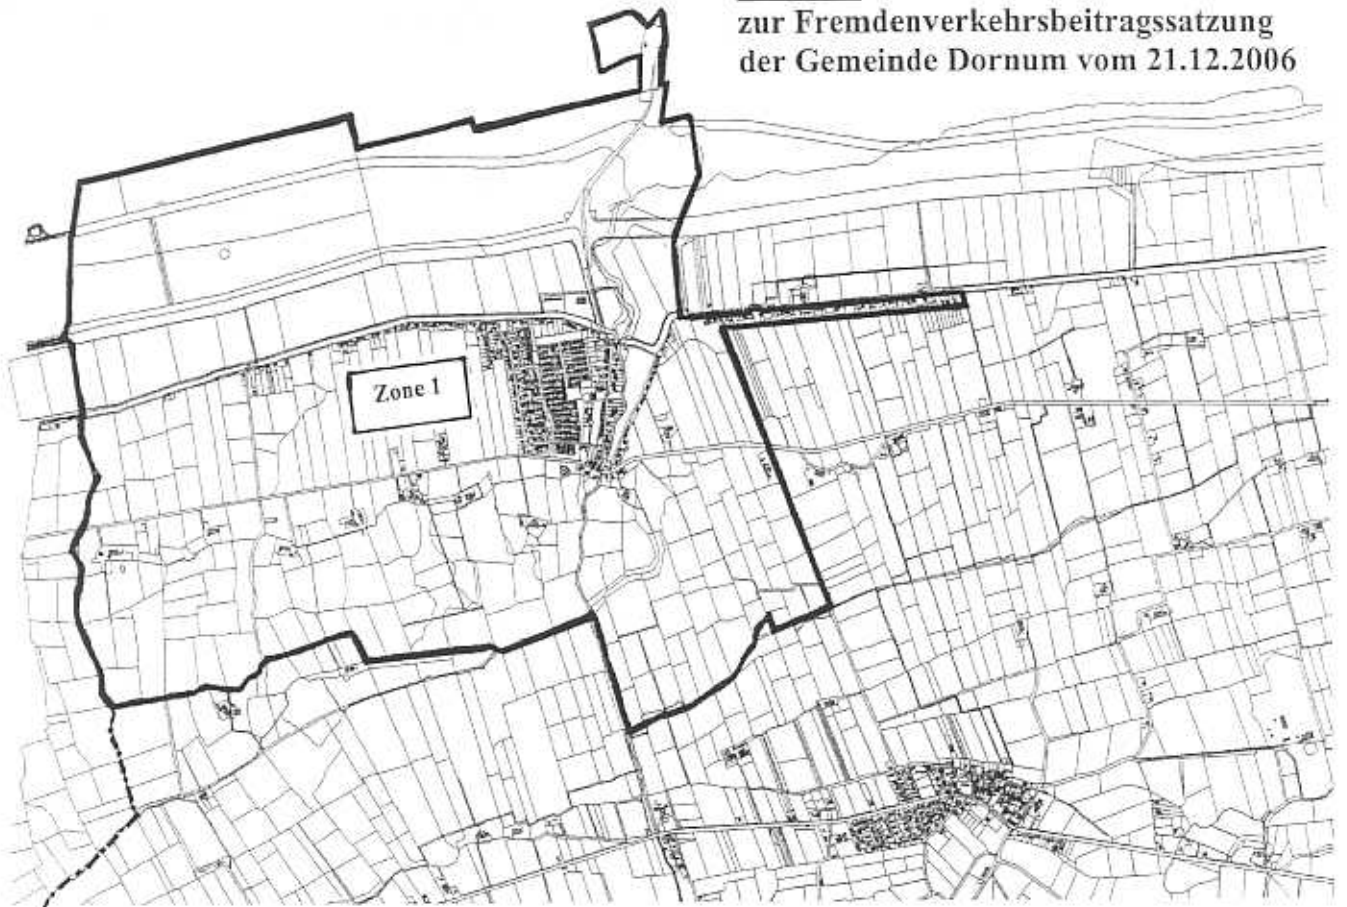 zur Fremdenverkehrsbeitragssatzung
der Gemeinde Dornum vom 21.12.2006
Zone 1